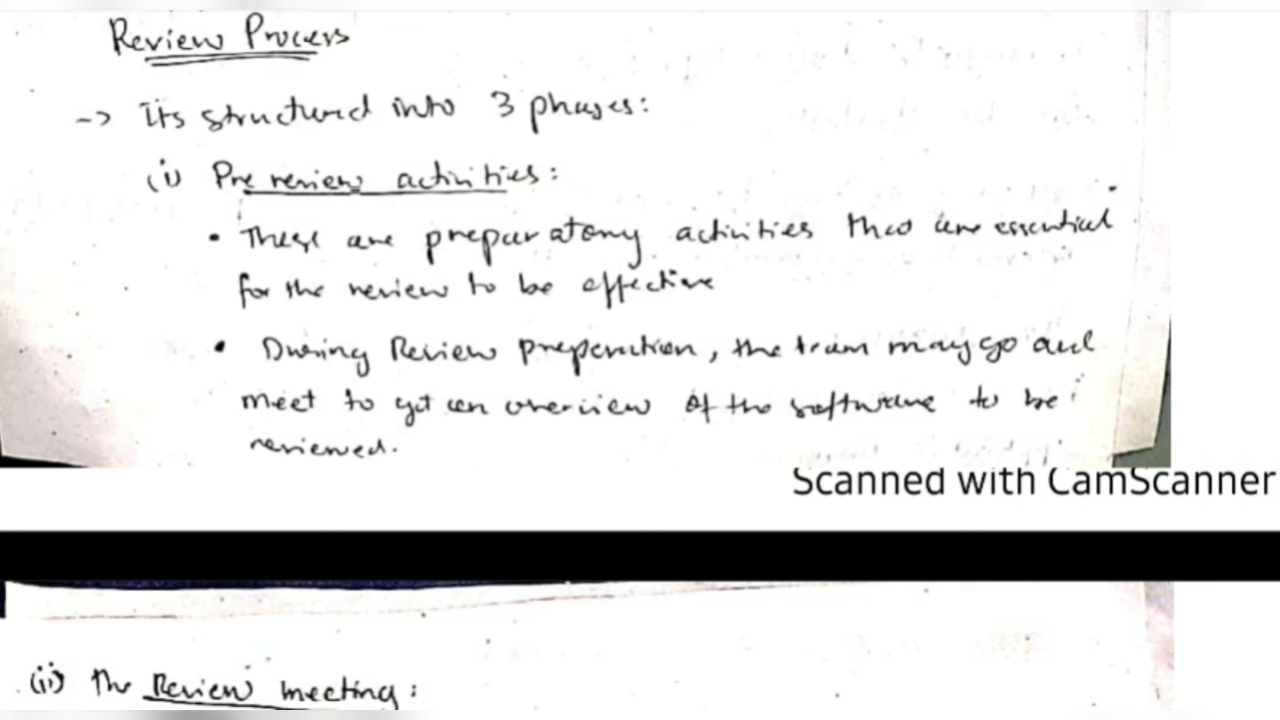 Review Process
-> Its structured into 3 phases:
(i) Pre review activities:
• These are preparatory activities that are essential
for the review to be effective
• During Review preparation, the team may go and
meet to get an overview of the software to be
reviewed.
Scanned with CamScanner
(ii) The Review meeting: